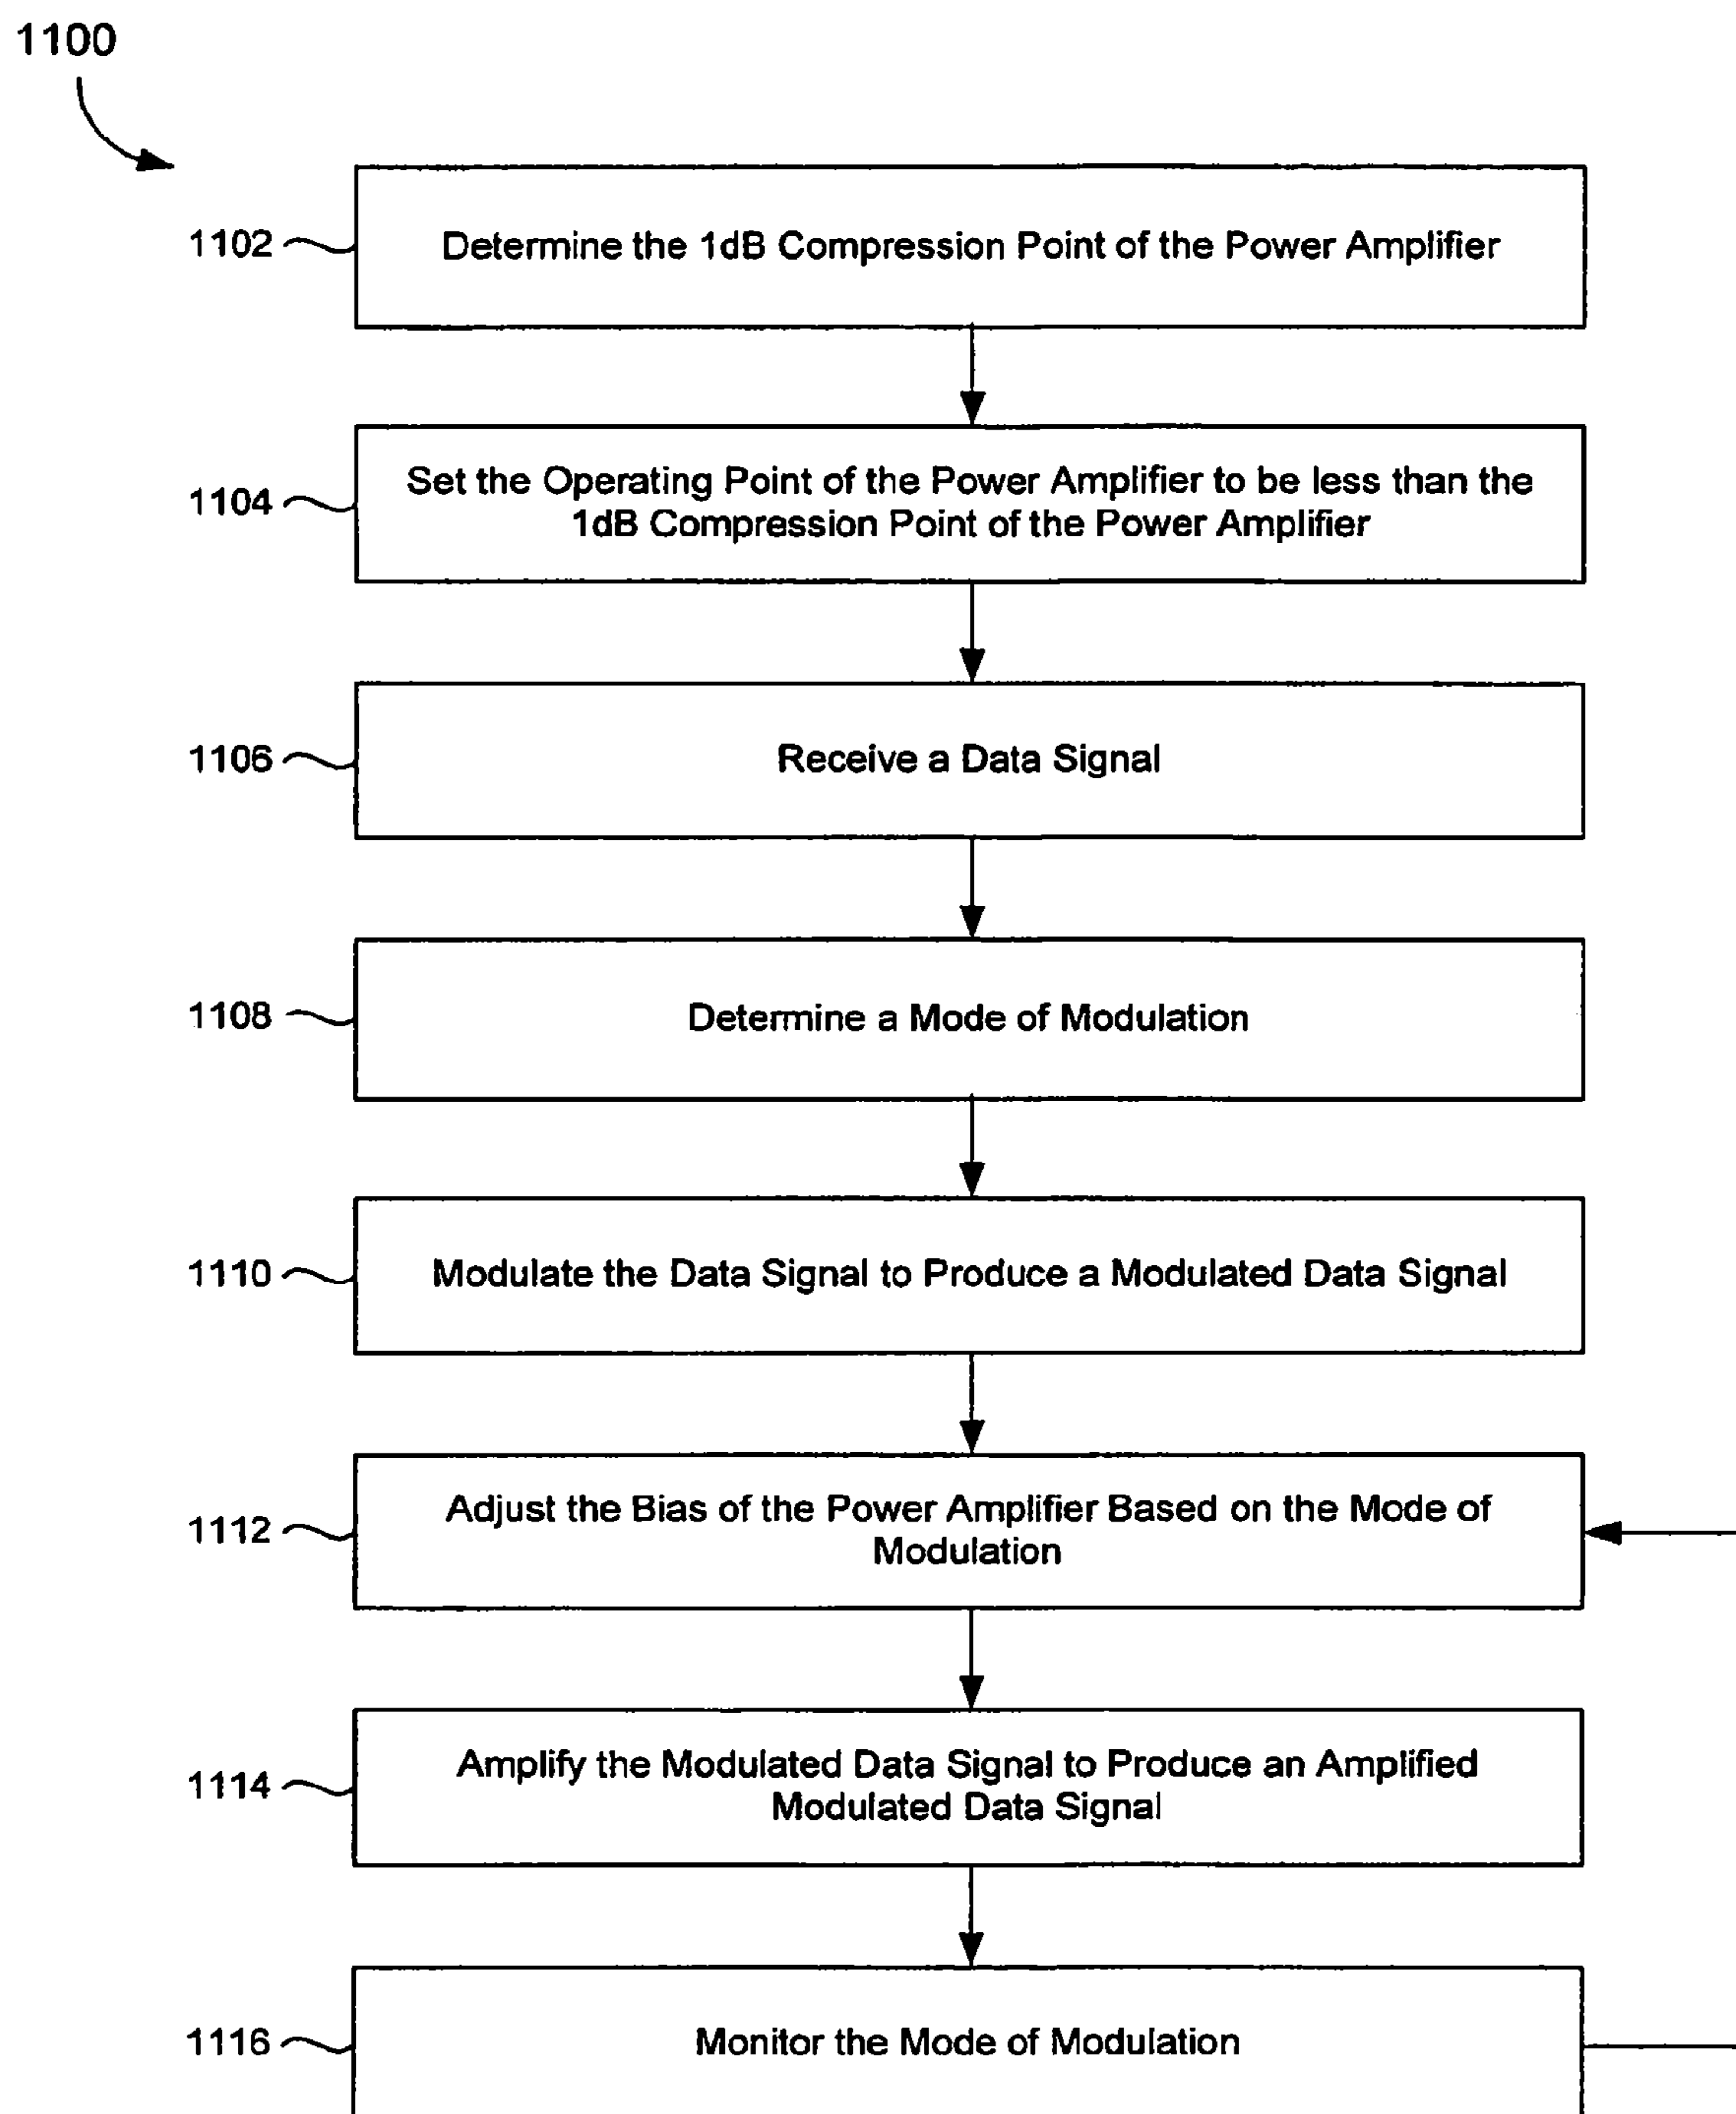 1100
1102
Determine the 1dB Compression Point of the Power Amplifier
1104
Set the Operating Point of the Power Amplifier to be less than the
1dB Compression Point of the Power Amplifier
1106
Receive a Data Signal
1108
Determine a Mode of Modulation
1110
Modulate the Data Signal to Produce a Modulated Data Signal
1112
Adjust the Bias of the Power Amplifier Based on the Mode of
Modulation
1114
Amplify the Modulated Data Signal to Produce an Amplified
Modulated Data Signal
1116
Monitor the Mode of Modulation